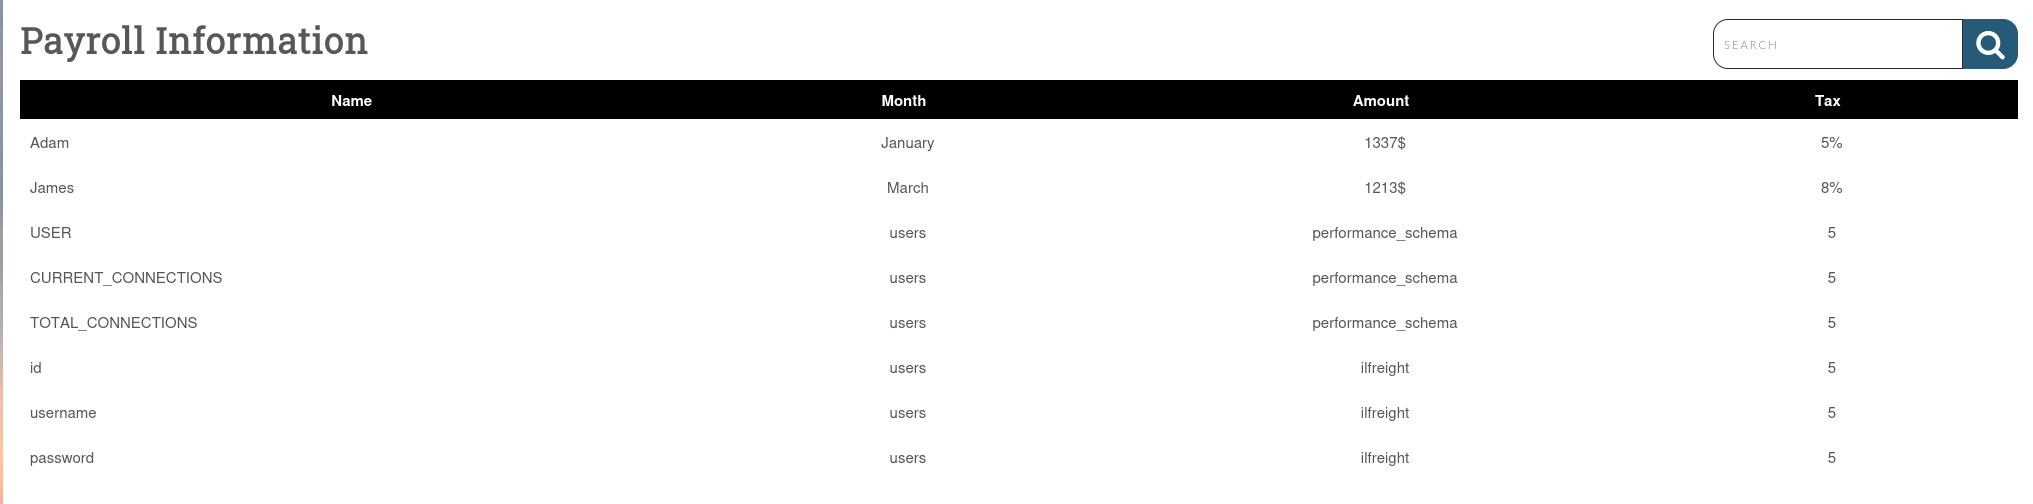 Payroll Information
SEARCH
Name Month Amount Tax
Adam January 1337$ 5%
James March 1213$ 8%
USER users performance_schema 5
CURRENT_CONNECTIONS users performance_schema 5
TOTAL_CONNECTIONS users performance_schema 5
id users ilfreight 5
username users ilfreight 5
password users ilfreight 5